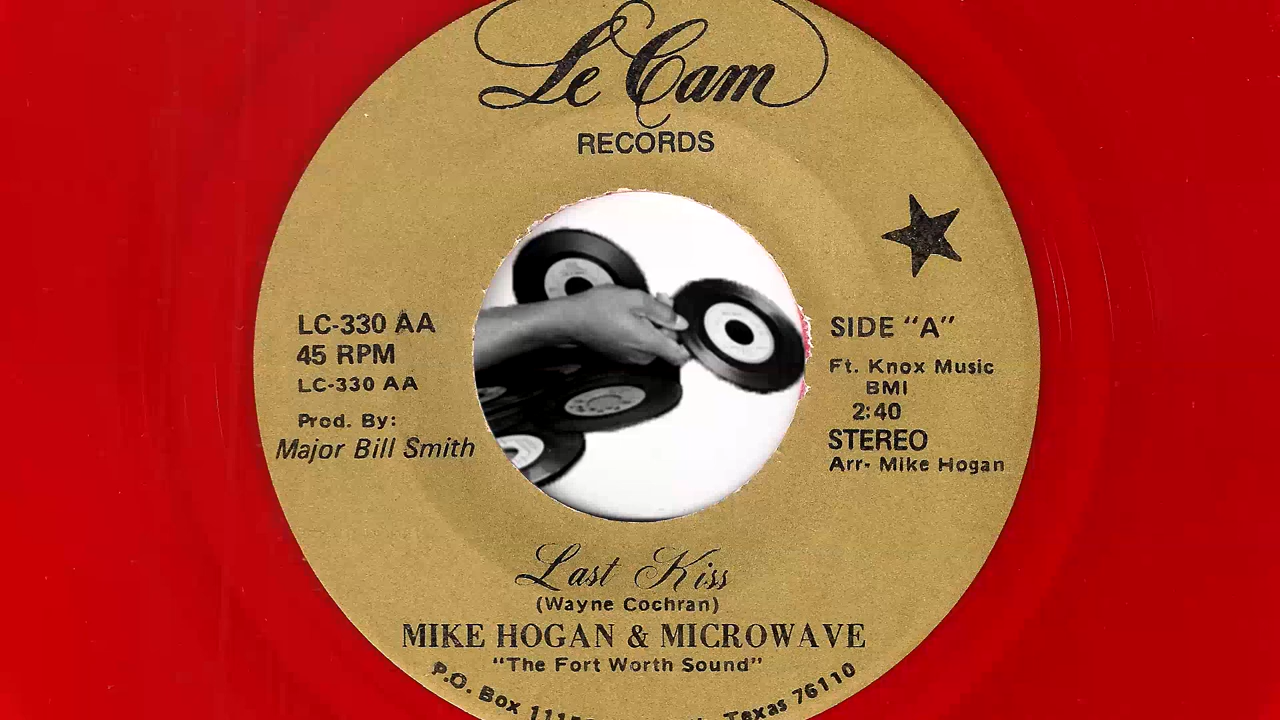 Le Cam
RECORDS
LC-330 AA
45 RPM
LC-330 AA
Prod. By:
Major Bill Smith
SIDE "A"
Ft. Knox Music
BMI
2:40
STEREO
Arr- Mike Hogan
Last Kiss
(Wayne Cochran)
MIKE HOGAN & MICROWAVE
"The Fort Worth Sound"
P.O. Box Texas 76110